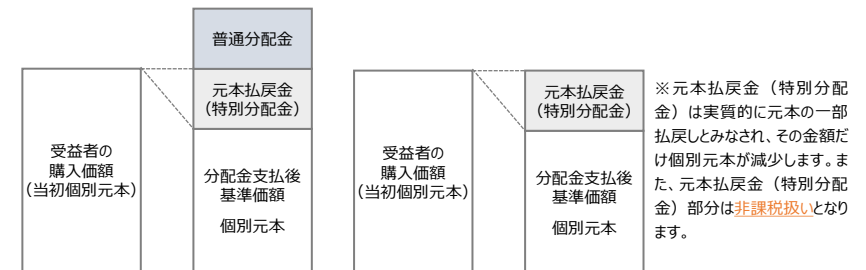 普通分配金
元本払戻金
(特別分配金)
受益者の
購入価額
(当初個別元本)
分配金支払後
基準価額
個別元本
元本払戻金
(特別分配金)
受益者の
購入価額
(当初個別元本)
分配金支払後
基準価額
個別元本
※元本払戻金（特別分配
金）は実質的に元本の一部
払戻しとみなされ、その金額だ
け個別元本が減少します。ま
た、元本払戻金（特別分配
金）部分は非課税扱いとなり
ます。